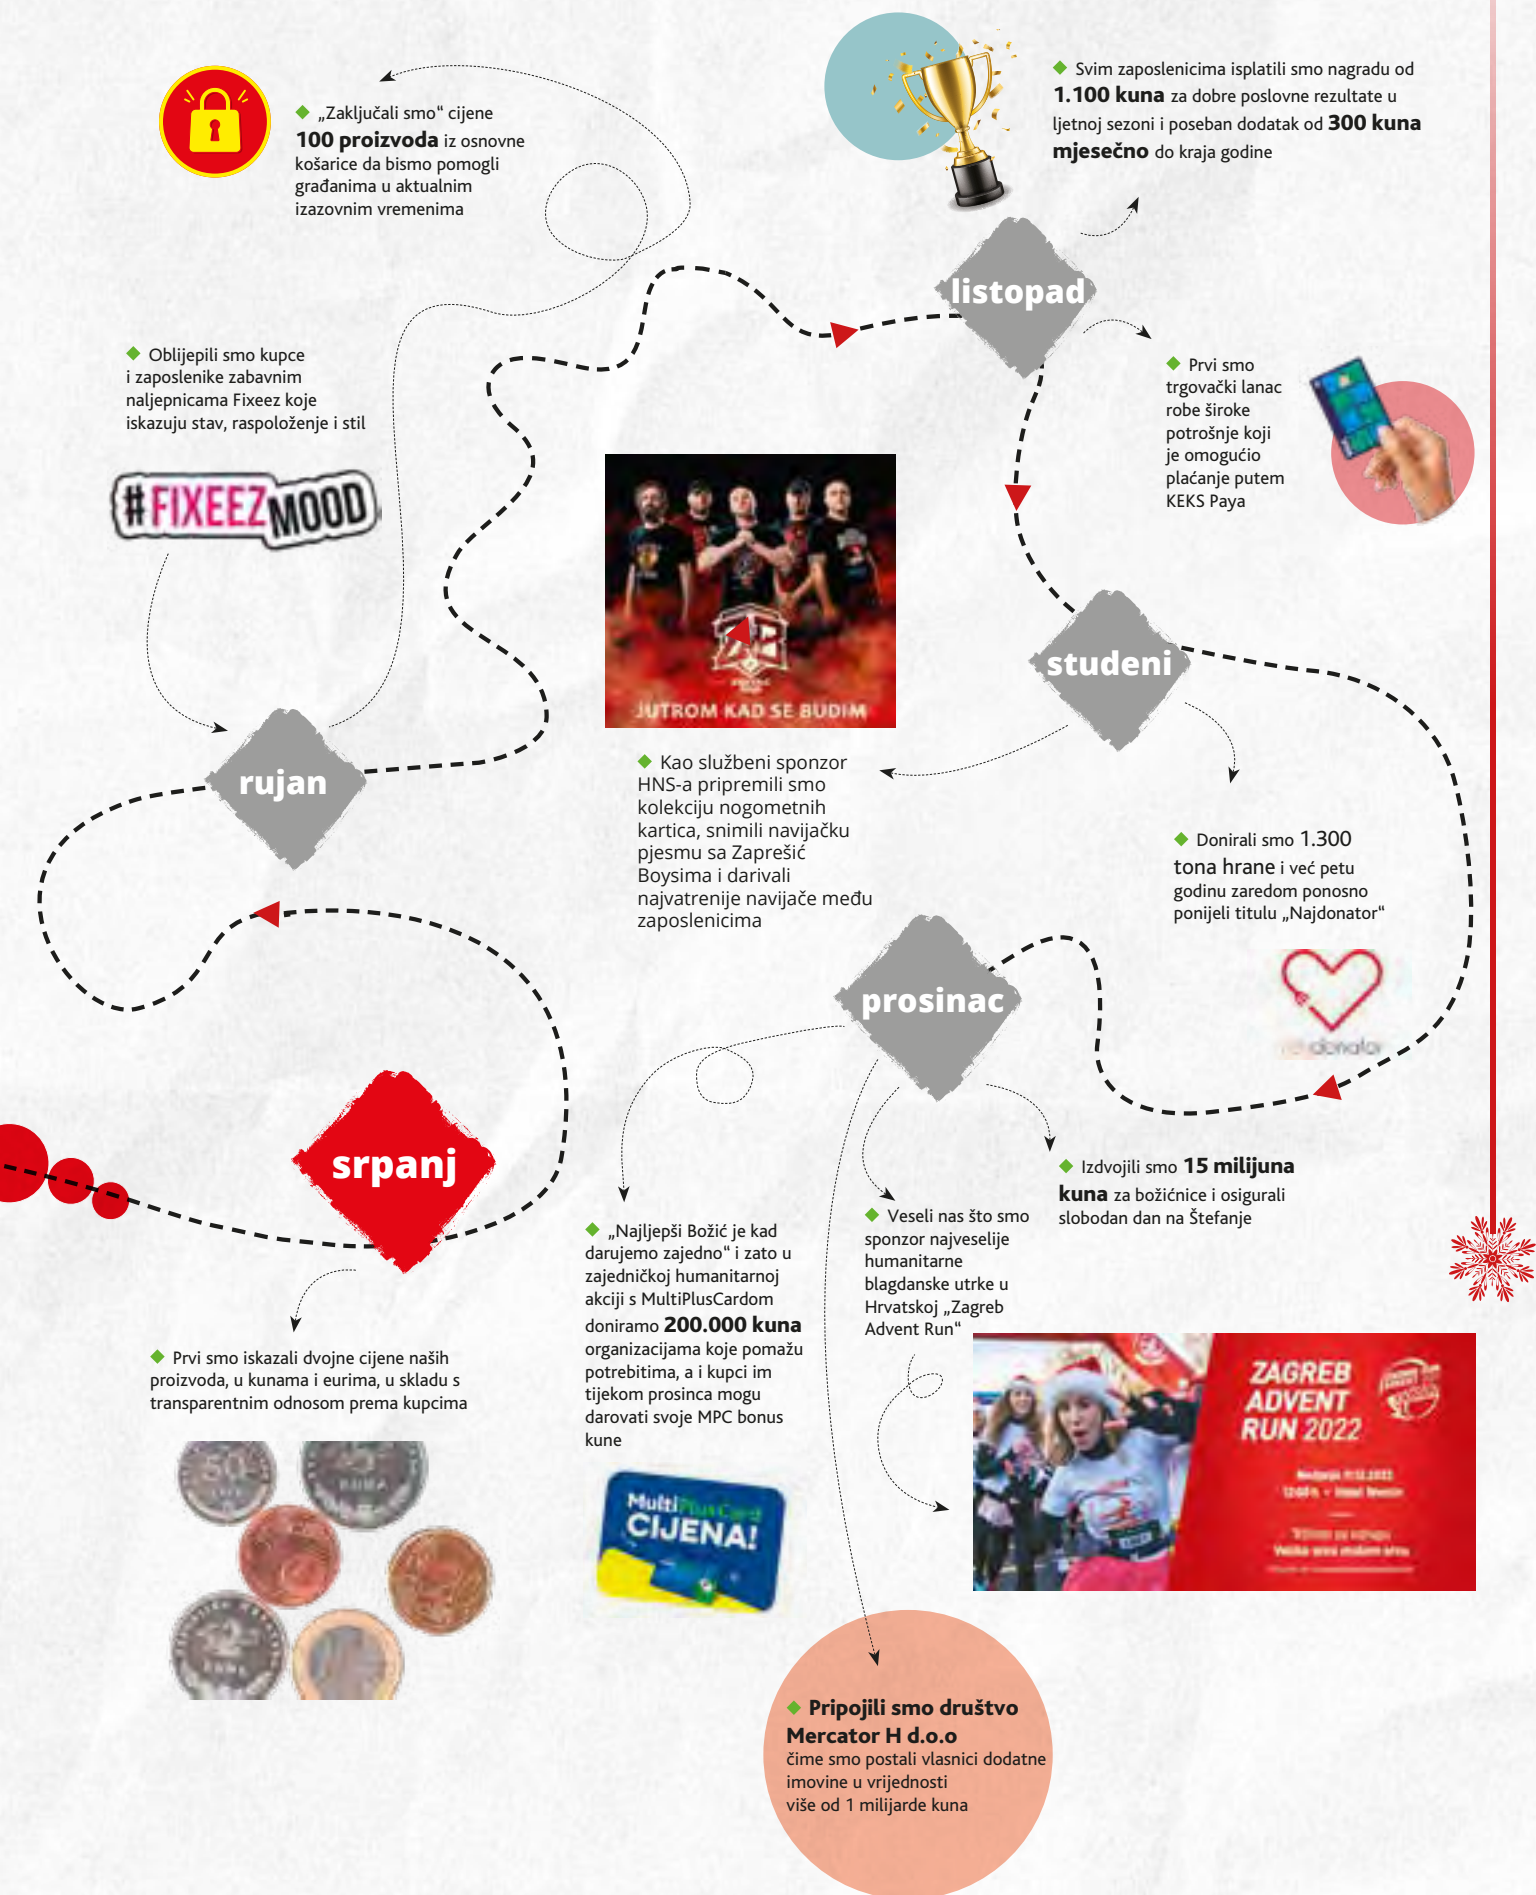 ◆ „Zaključali smo“ cijene
100 proizvoda iz osnovne
košarice da bismo pomogli
građanima u aktualnim
izazovnim vremenima
◆ Svim zaposlenicima isplatili smo nagradu od
1.100 kuna za dobre poslovne rezultate u
ljetnoj sezoni i poseban dodatak od 300 kuna
mjesečno do kraja godine
listopad
◆ Oblijepili smo kupce
i zaposlenike zabavnim
naljepnicama Fixeez koje
iskazuju stav, raspoloženje i stil
#FIXEEZMOOD
◆ Prvi smo
trgovački lanac
robe široke
potrošnje koji
je omogućio
plaćanje putem
KEKS Paya
ZB
JUTROM KAD SE BUDIM
studeni
rujan
◆ Kao službeni sponzor
HNS-a pripremili smo
kolekciju nogometnih
kartica, snimili navijačku
pjesmu sa Zaprešić
Boysima i darivali
najvatrenije navijače među
zaposlenicima
◆ Donirali smo 1.300
tona hrane i već petu
godinu zaredom ponosno
ponijeli titulu „Najdonator“
donator
prosinac
srpanj
◆ Izdvojili smo 15 milijuna
kuna za božićnice i osigurali
slobodan dan na Štefanje
◆ Veseli nas što smo
sponzor najveselije
humanitarne
blagdanske utrke u
Hrvatskoj „Zagreb
Advent Run“
◆ „Najljepši Božić je kad
darujemo zajedno“ i zato u
zajedničkoj humanitarnoj
akciji s MultiPlusCardom
doniramo 200.000 kuna
organizacijama koje pomažu
potrebitima, a i kupci im
tijekom prosinca mogu
darovati svoje MPC bonus
kune
◆ Prvi smo iskazali dvojne cijene naših
proizvoda, u kunama i eurima, u skladu s
transparentnim odnosom prema kupcima
50
KUNA
2
KUNA
ZAGREB
ADVENT
RUN 2022
MultiPlusCard
CIJENA!
◆ Pripojili smo društvo
Mercator H d.o.o
čime smo postali vlasnici dodatne
imovine u vrijednosti
više od 1 milijarde kuna